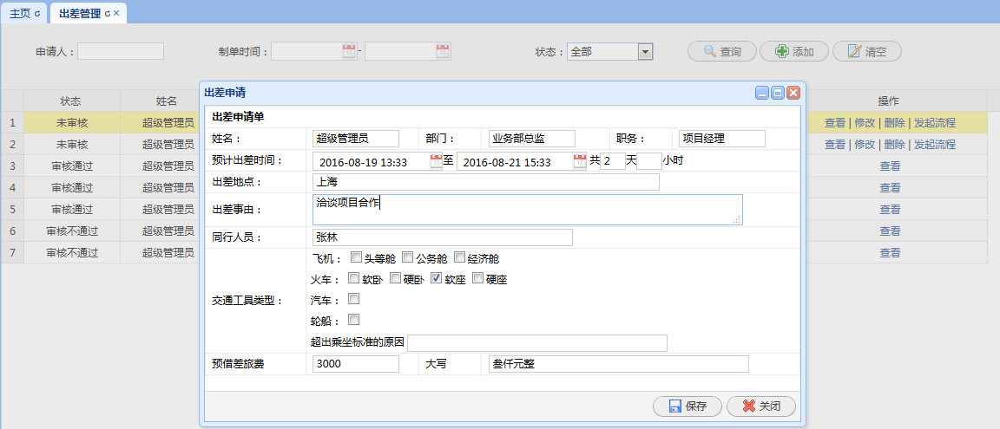 主页 出差管理
申请人： 制单时间： - 状态： 全部 查询 添加 清空
状态 姓名 操作
1 未审核 超级管理员 查看 | 修改 | 删除 | 发起流程
2 未审核 超级管理员 查看 | 修改 | 删除 | 发起流程
3 审核通过 超级管理员 查看
4 审核通过 超级管理员 查看
5 审核通过 超级管理员 查看
6 审核不通过 超级管理员 查看
7 审核不通过 超级管理员 查看
出差申请
出差申请单
姓名： 超级管理员 部门： 业务部总监 职务： 项目经理
预计出差时间： 2016-08-19 13:33 至 2016-08-21 15:33 共 2 天 小时
出差地点： 上海
出差事由： 洽谈项目合作
同行人员： 张林
交通工具类型：
飞机： 头等舱 公务舱 经济舱
火车： 软卧 硬卧 软座 硬座
汽车：
轮船：
超出乘坐标准的原因
预借差旅费 3000 大写 叁仟元整
保存 关闭